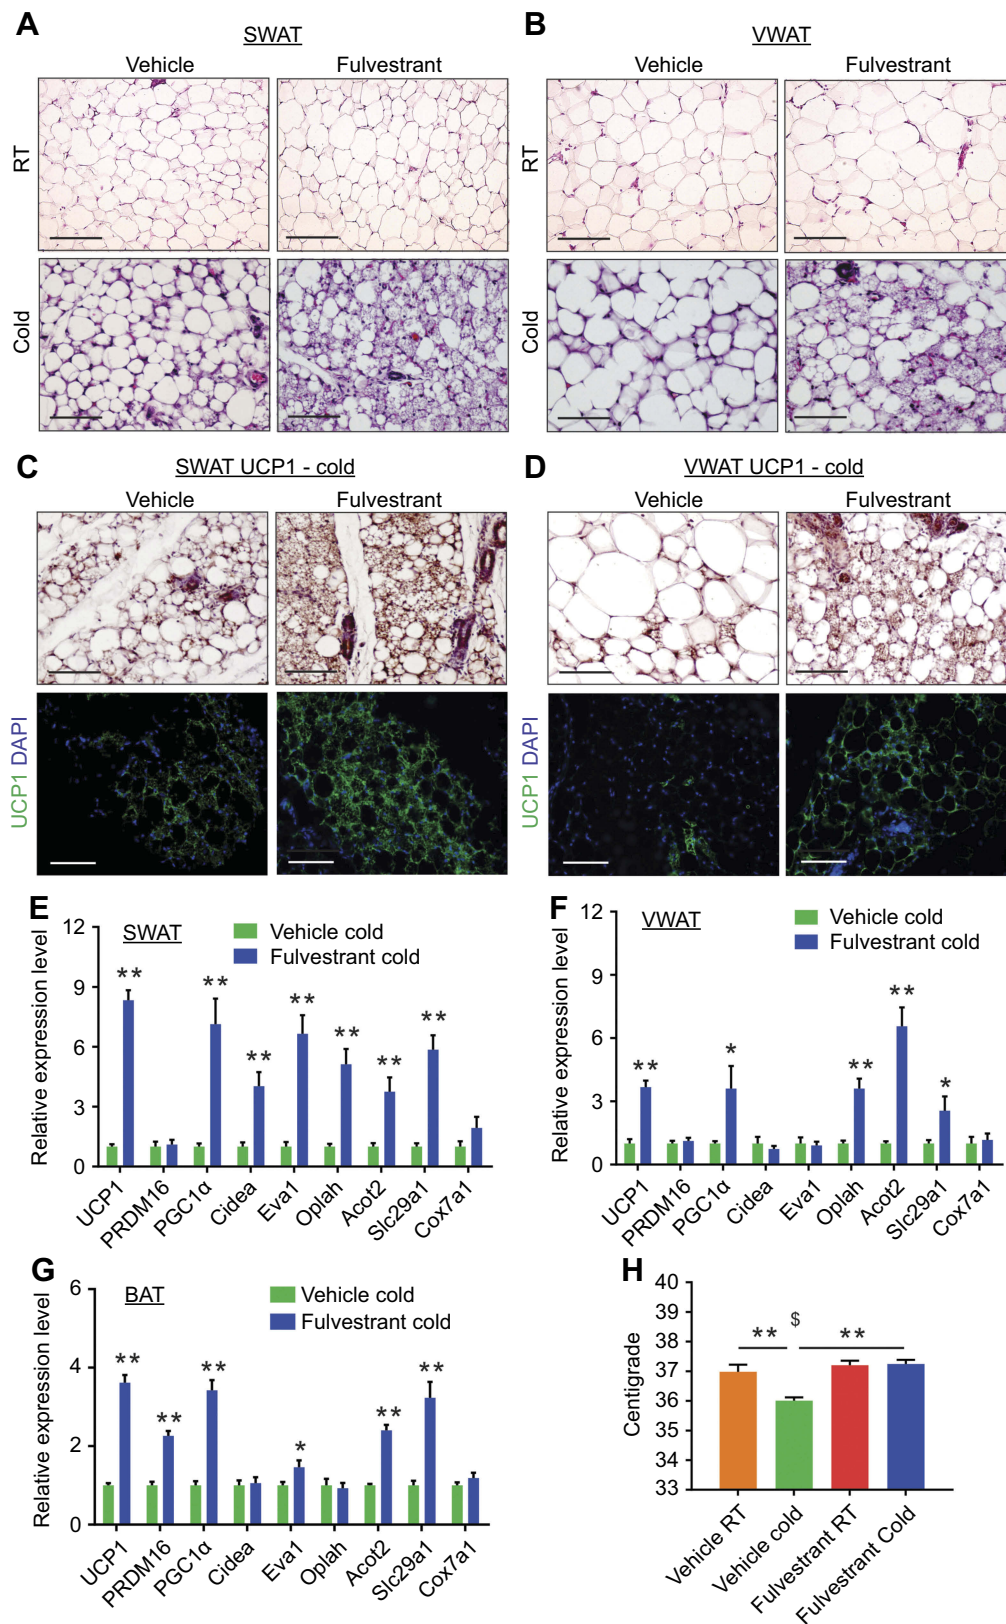 A
SWAT
Vehicle
Fulvestrant
RT
Cold
B
VWAT
Vehicle
Fulvestrant
RT
Cold
C
SWAT UCP1 - cold
Vehicle
Fulvestrant
UCP1 DAPI
D
VWAT UCP1 - cold
Vehicle
Fulvestrant
UCP1 DAPI
E
SWAT
Vehicle cold
Fulvestrant cold
Relative expression level
12
9
6
3
0
**
**
**
**
**
**
**
UCP1
PRDM16
PGC1α
Cidea
Eva1
Oplah
Acot2
Slc29a1
Cox7a1
F
VWAT
Vehicle cold
Fulvestrant cold
Relative expression level
12
9
6
3
0
**
*
**
**
*
UCP1
PRDM16
PGC1α
Cidea
Eva1
Oplah
Acot2
Slc29a1
Cox7a1
G
BAT
Vehicle cold
Fulvestrant cold
Relative expression level
6
4
2
0
**
**
**
*
**
**
UCP1
PRDM16
PGC1α
Cidea
Eva1
Oplah
Acot2
Slc29a1
Cox7a1
H
Centigrade
40
39
38
37
36
35
34
33
** $ **
Vehicle RT
Vehicle cold
Fulvestrant RT
Fulvestrant Cold